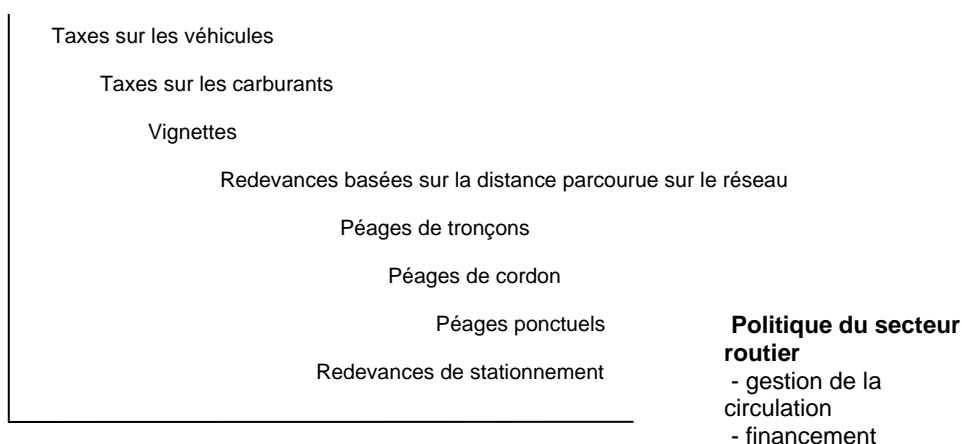 Taxes sur les véhicules
Taxes sur les carburants
Vignettes
Redevances basées sur la distance parcourue sur le réseau
Péages de tronçons
Péages de cordon
Péages ponctuels
Redevances de stationnement
Politique du secteur
routier
- gestion de la
circulation
- financement